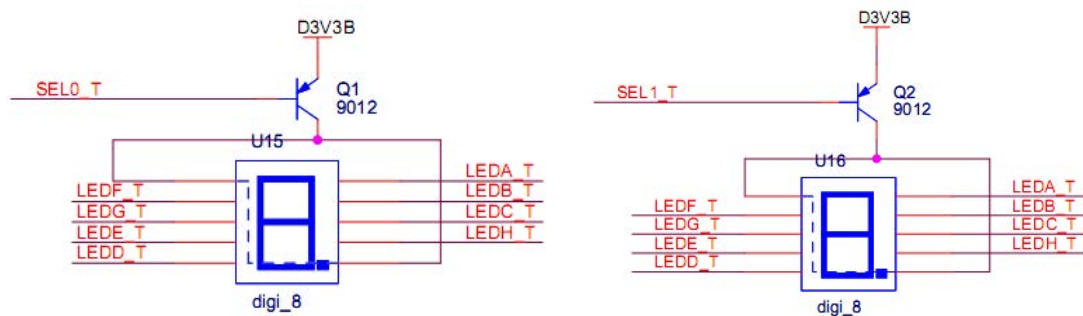 D3V3B
SEL0_T
Q1
9012
U15
LEDA_T
LEDF_T
LEDB_T
LEDG_T
LEDC_T
LEDE_T
LEDH_T
LEDD_T
digi_8
D3V3B
SEL1_T
Q2
9012
U16
LEDA_T
LEDF_T
LEDB_T
LEDG_T
LEDC_T
LEDE_T
LEDH_T
LEDD_T
digi_8